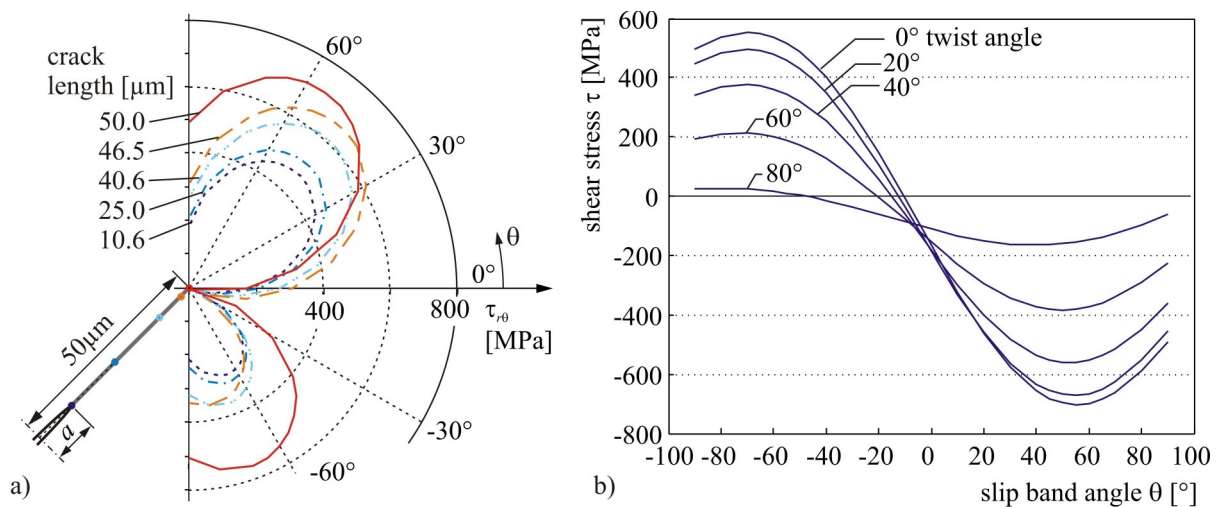 crack
length [µm]
50.0
46.5
40.6
25.0
10.6
60°
30°
θ
0°
400
800
τrθ
[MPa]
-30°
-60°
50µm
a
a)
shear stress τ [MPa]
600
400
200
0
-200
-400
-600
-800
0° twist angle
20°
40°
60°
80°
-100 -80 -60 -40 -20 0 20 40 60 80 100
slip band angle θ [°]
b)